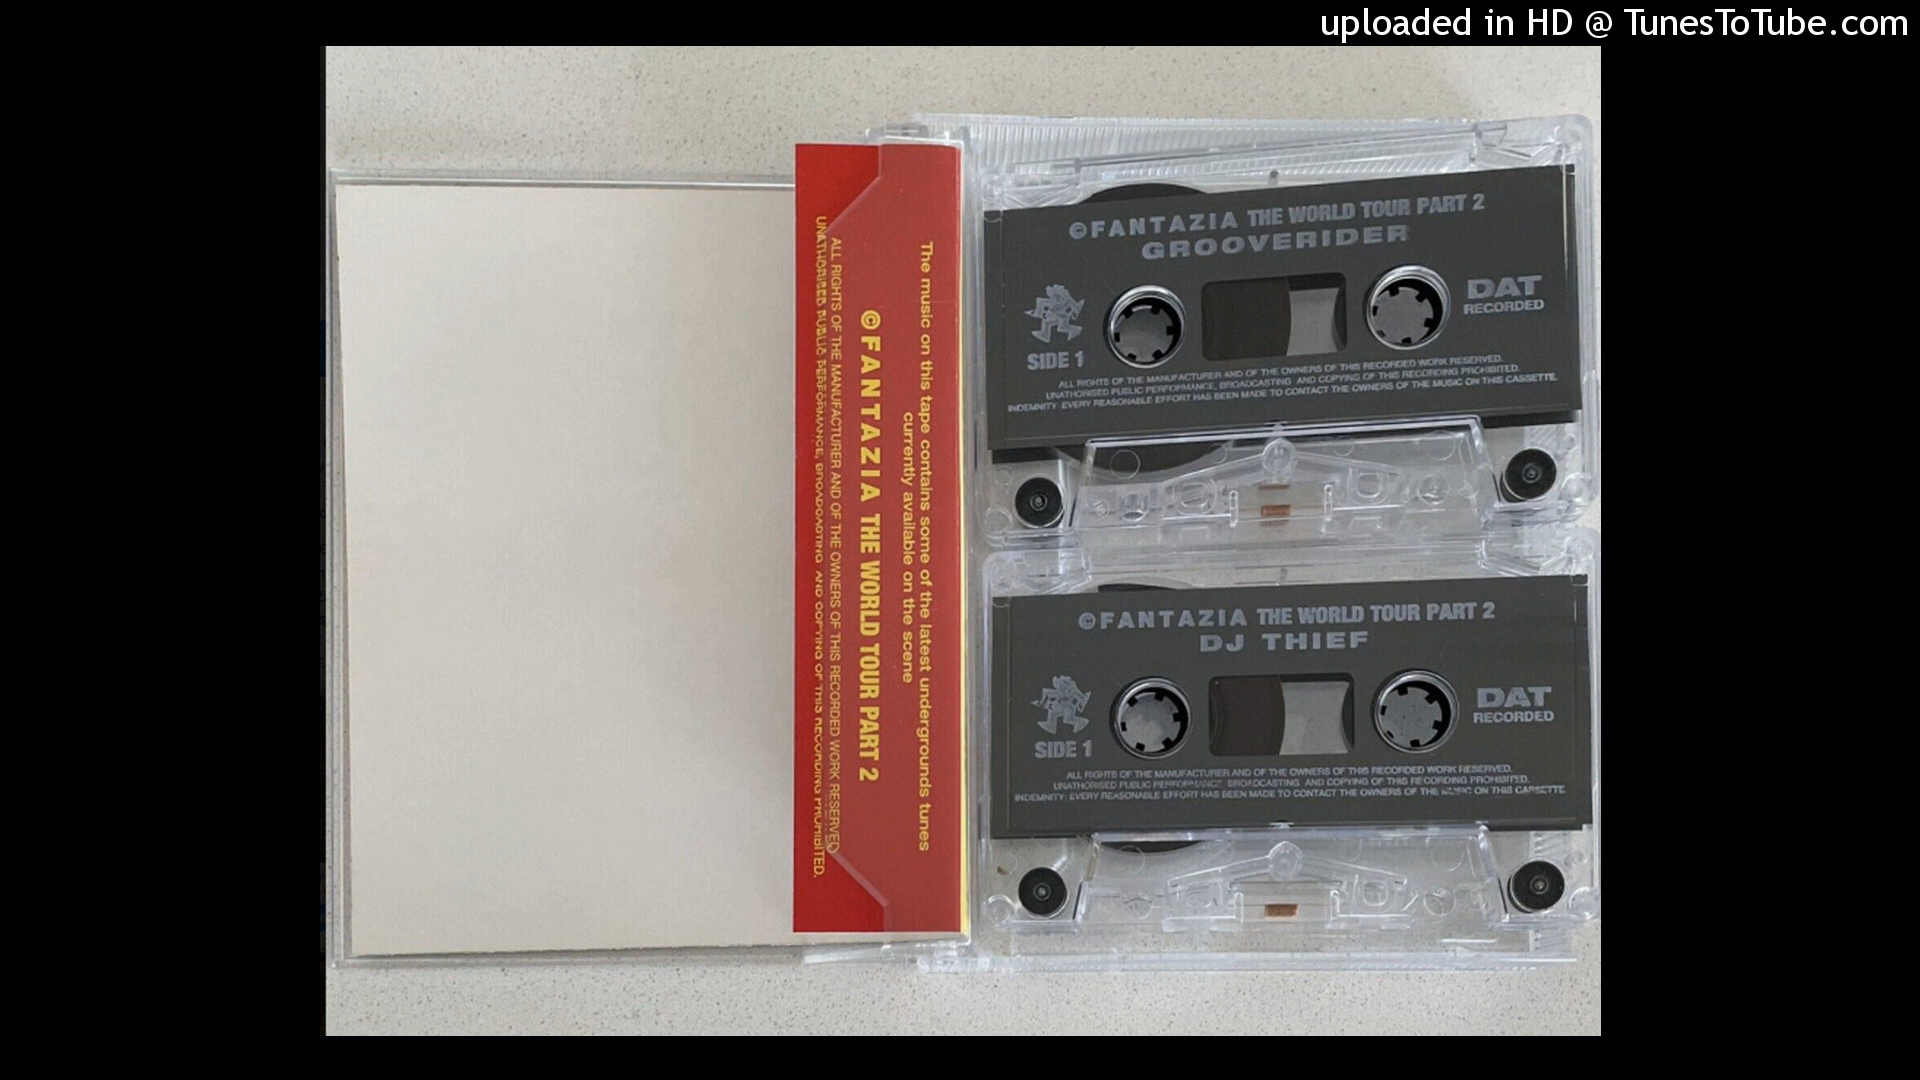 uploaded in HD @ TunesToTube.com
The music on this tape contains some of the latest undergrounds tunes
currently available on the scene
©FANTAZIA THE WORLD TOUR PART 2
ALL RIGHTS OF THE MANUFACTURER AND OF THE OWNERS OF THIS RECORDED WORK RESERVED
UNATHORISED PUBLIC PERFORMANCE, BROADCASTING AND COPYING OF THIS RECORDING PROHIBITED.
©FANTAZIA THE WORLD TOUR PART 2
GROOVERIDER
DAT
RECORDED
SIDE 1
ALL RIGHTS OF THE MANUFACTURER AND OF THE OWNERS OF THIS RECORDED WORK RESERVED.
UNATHORISED PUBLIC PERFORMANCE, BROADCASTING AND COPYING OF THIS RECORDING PROHIBITED.
INDEMNITY: EVERY REASONABLE EFFORT HAS BEEN MADE TO CONTACT THE OWNERS OF THE MUSIC ON THIS CASSETTE.
©FANTAZIA THE WORLD TOUR PART 2
DJ THIEF
DAT
RECORDED
SIDE 1
ALL RIGHTS OF THE MANUFACTURER AND OF THE OWNERS OF THIS RECORDED WORK RESERVED.
UNATHORISED PUBLIC PERFORMANCE, BROADCASTING AND COPYING OF THIS RECORDING PROHIBITED.
INDEMNITY: EVERY REASONABLE EFFORT HAS BEEN MADE TO CONTACT THE OWNERS OF THE MUSIC ON THIS CASSETTE.